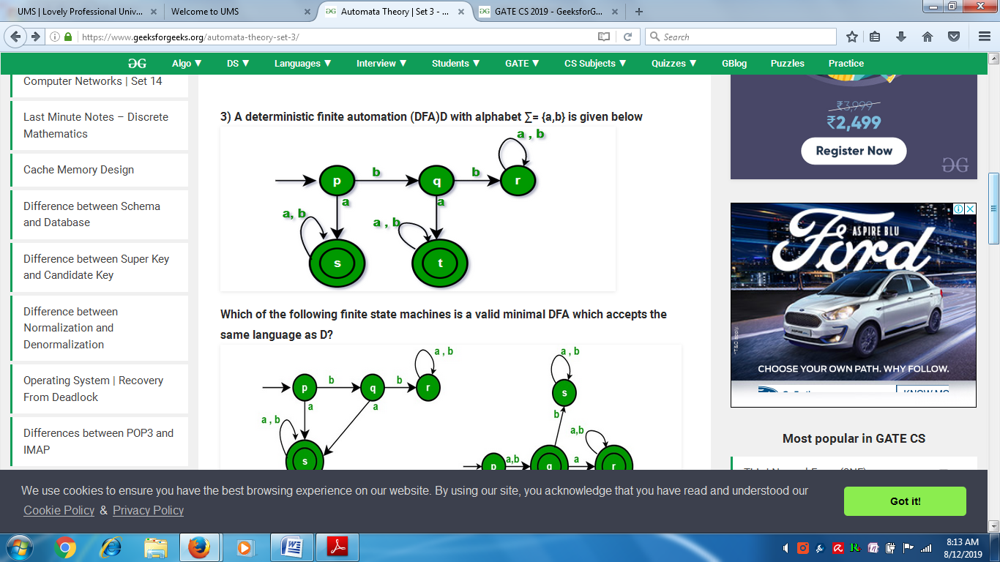 UMS | Lovely Professional Univ...
Welcome to UMS
Automata Theory | Set 3 - ...
GATE CS 2019 - GeeksforG...
https://www.geeksforgeeks.org/automata-theory-set-3/
Search
Algo ▼
DS ▼
Languages ▼
Interview ▼
Students ▼
GATE ▼
CS Subjects ▼
Quizzes ▼
GBlog
Puzzles
Practice
Computer Networks | Set 14
Last Minute Notes – Discrete
Mathematics
Cache Memory Design
Difference between Schema
and Database
Difference between Super Key
and Candidate Key
Difference between
Normalization and
Denormalization
Operating System | Recovery
From Deadlock
Differences between POP3 and
IMAP
3) A deterministic finite automation (DFA)D with alphabet ∑= {a,b} is given below
a , b
p
b
q
b
r
a
a
a, b
a , b
s
t
Which of the following finite state machines is a valid minimal DFA which accepts the
same language as D?
a , b
p
b
q
b
r
a
a
a , b
s
a , b
s
b
a,b
p
a,b
q
a
r
₹3,999
₹2,499
Register Now
ASPIRE BLU
Ford
*T&C apply
CHOOSE YOUR OWN PATH. WHY FOLLOW.
Most popular in GATE CS
We use cookies to ensure you have the best browsing experience on our website. By using our site, you acknowledge that you have read and understood our
Cookie Policy & Privacy Policy
Got it!
8:13 AM
8/12/2019